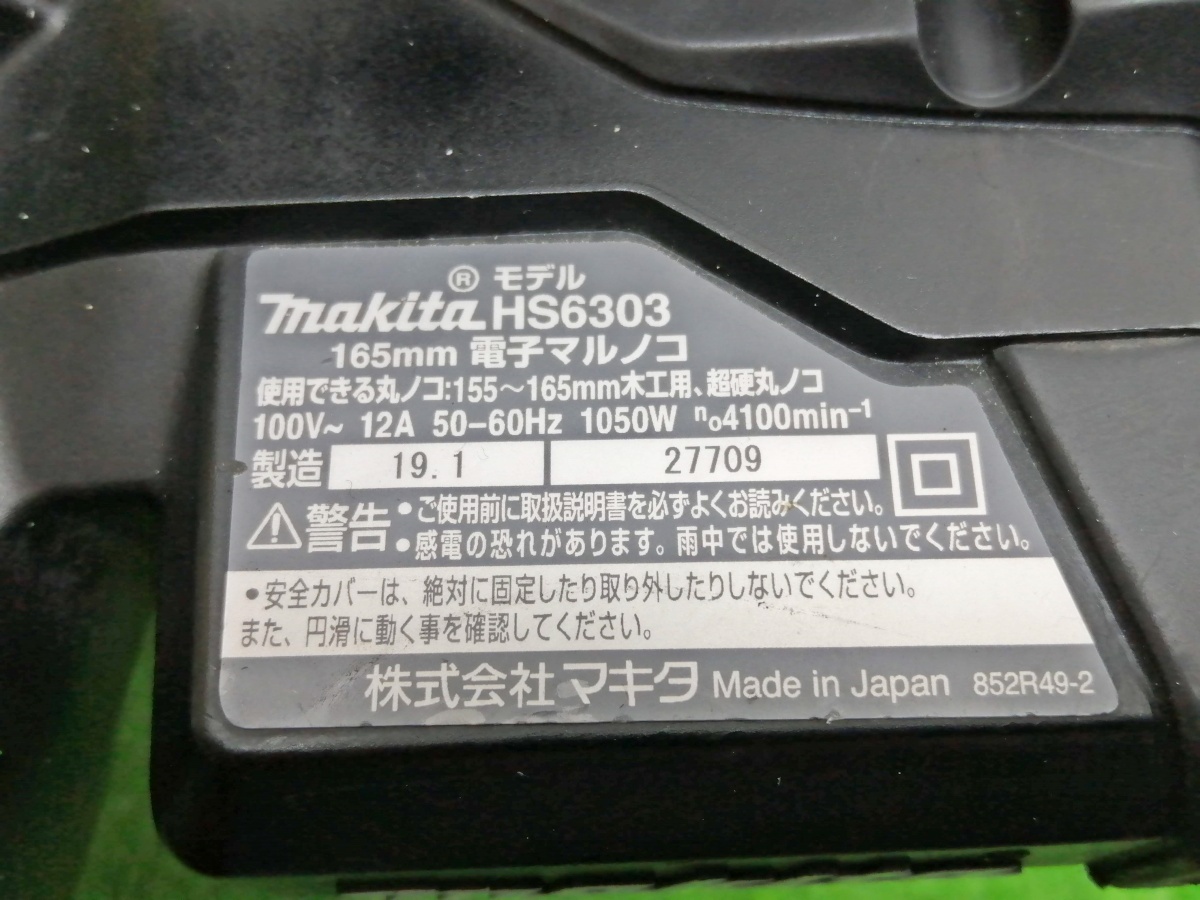 ® モデル
makita HS6303
165mm 電子マルノコ
使用できる丸ノコ:155～165mm木工用、超硬丸ノコ
100V~ 12A 50-60Hz 1050W n₀4100min⁻¹
製造 19.1 27709
警告 •ご使用前に取扱説明書を必ずよくお読みください。
•感電の恐れがあります。雨中では使用しないでください。
•安全カバーは、絶対に固定したり取り外したりしないでください。
また、円滑に動く事を確認してください。
株式会社マキタ Made in Japan 852R49-2